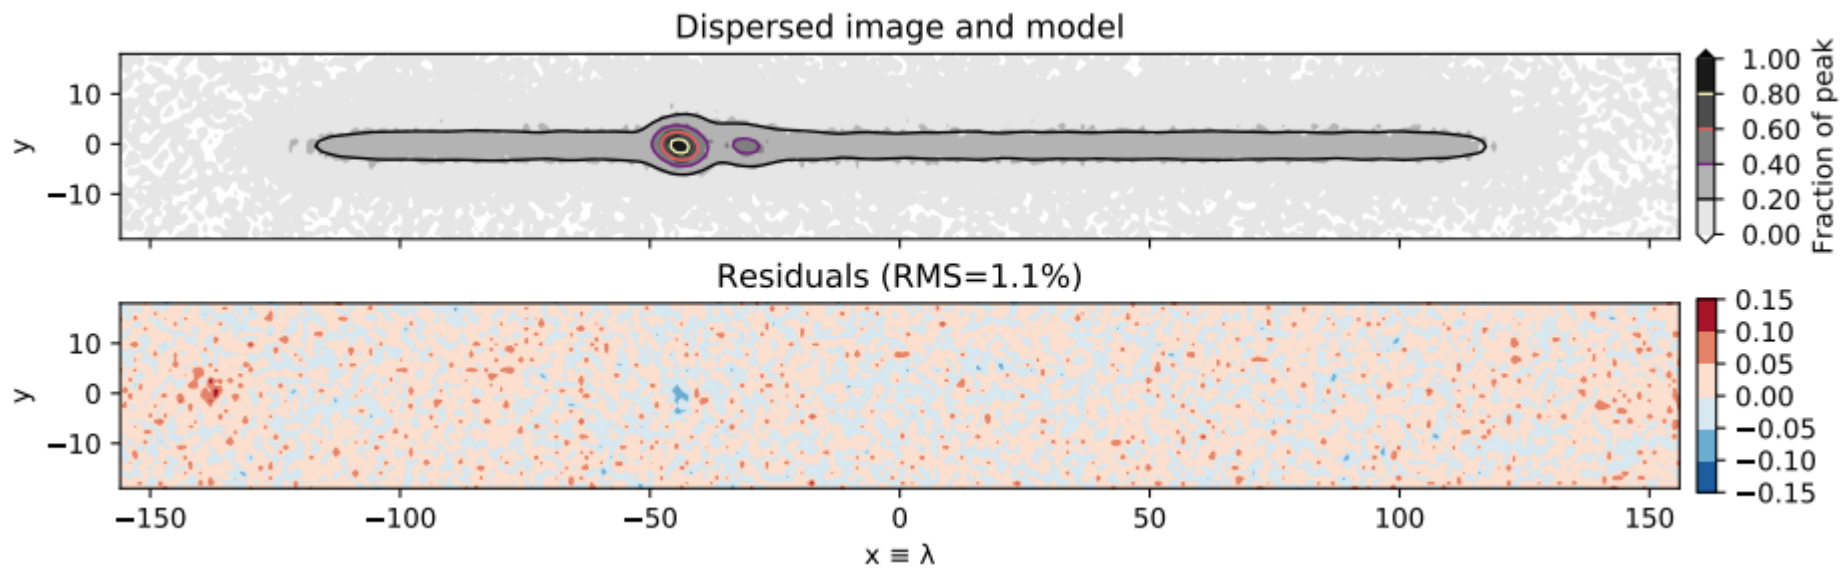 Dispersed image and model
y
10
0
−10
1.00
0.80
0.60
0.40
0.20
0.00
Fraction of peak
Residuals (RMS=1.1%)
y
10
0
−10
0.15
0.10
0.05
0.00
−0.05
−0.10
−0.15
−150 −100 −50 0 50 100 150
x ≡ λ